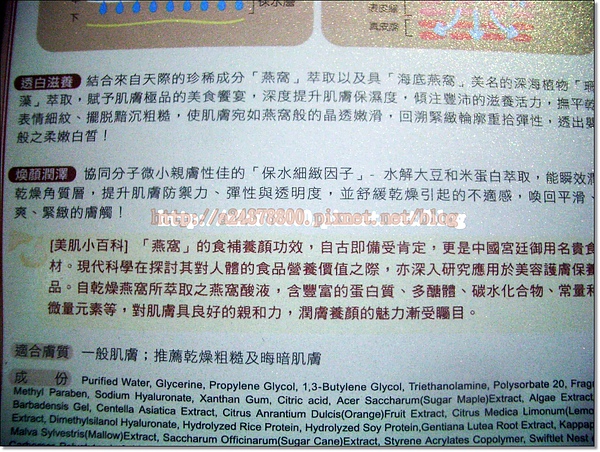 下
保水層
表皮層
真皮層
透白滋養 結合來自天際的珍稀成分「燕窩」萃取以及具「海底燕窩」美名的深海植物「珊
藻」萃取，賦予肌膚極品的美食饗宴，深度提升肌膚保濕度，傾注豐沛的滋養活力，撫平乾
表情細紋、擺脫黯沉粗糙，使肌膚宛如燕窩般的晶透嫩滑，回溯緊緻輪廓重拾彈性，透出嬰
般之柔嫩白皙！
煥顏潤澤 協同分子微小親膚性佳的「保水細緻因子」- 水解大豆和米蛋白萃取，能瞬效潤
乾燥角質層，提升肌膚防禦力、彈性與透明度，並舒緩乾燥引起的不適感，喚回平滑、
爽、緊緻的膚觸！
http://a24378800.pixnet.net/blog
[美肌小百科] 「燕窩」的食補養顏功效，自古即備受肯定，更是中國宮廷御用名貴食
材。現代科學在探討其對人體的食品營養價值之際，亦深入研究應用於美容護膚保養
品。自乾燥燕窩所萃取之燕窩酸液，含豐富的蛋白質、多醣體、碳水化合物、常量和
微量元素等，對肌膚具良好的親和力，潤膚養顏的魅力漸受矚目。
適合膚質 一般肌膚；推薦乾燥粗糙及晦暗肌膚
成 份 Purified Water, Glycerine, Propylene Glycol, 1,3-Butylene Glycol, Triethanolamine, Polysorbate 20, Frag
Methyl Paraben, Sodium Hyaluronate, Xanthan Gum, Citric acid, Acer Saccharum(Sugar Maple)Extract, Algae Extract
Barbadensis Gel, Centella Asiatica Extract, Citrus Anrantium Dulcis(Orange)Fruit Extract, Citrus Medica Limonum(Lemo
Extract, Dimethylsilanol Hyaluronate, Hydrolyzed Rice Protein, Hydrolyzed Soy Protein,Gentiana Lutea Root Extract, Kappap
Malva Sylvestris(Mallow)Extract, Saccharum Officinarum(Sugar Cane)Extract, Styrene Acrylates Copolymer, Swiftlet Nest